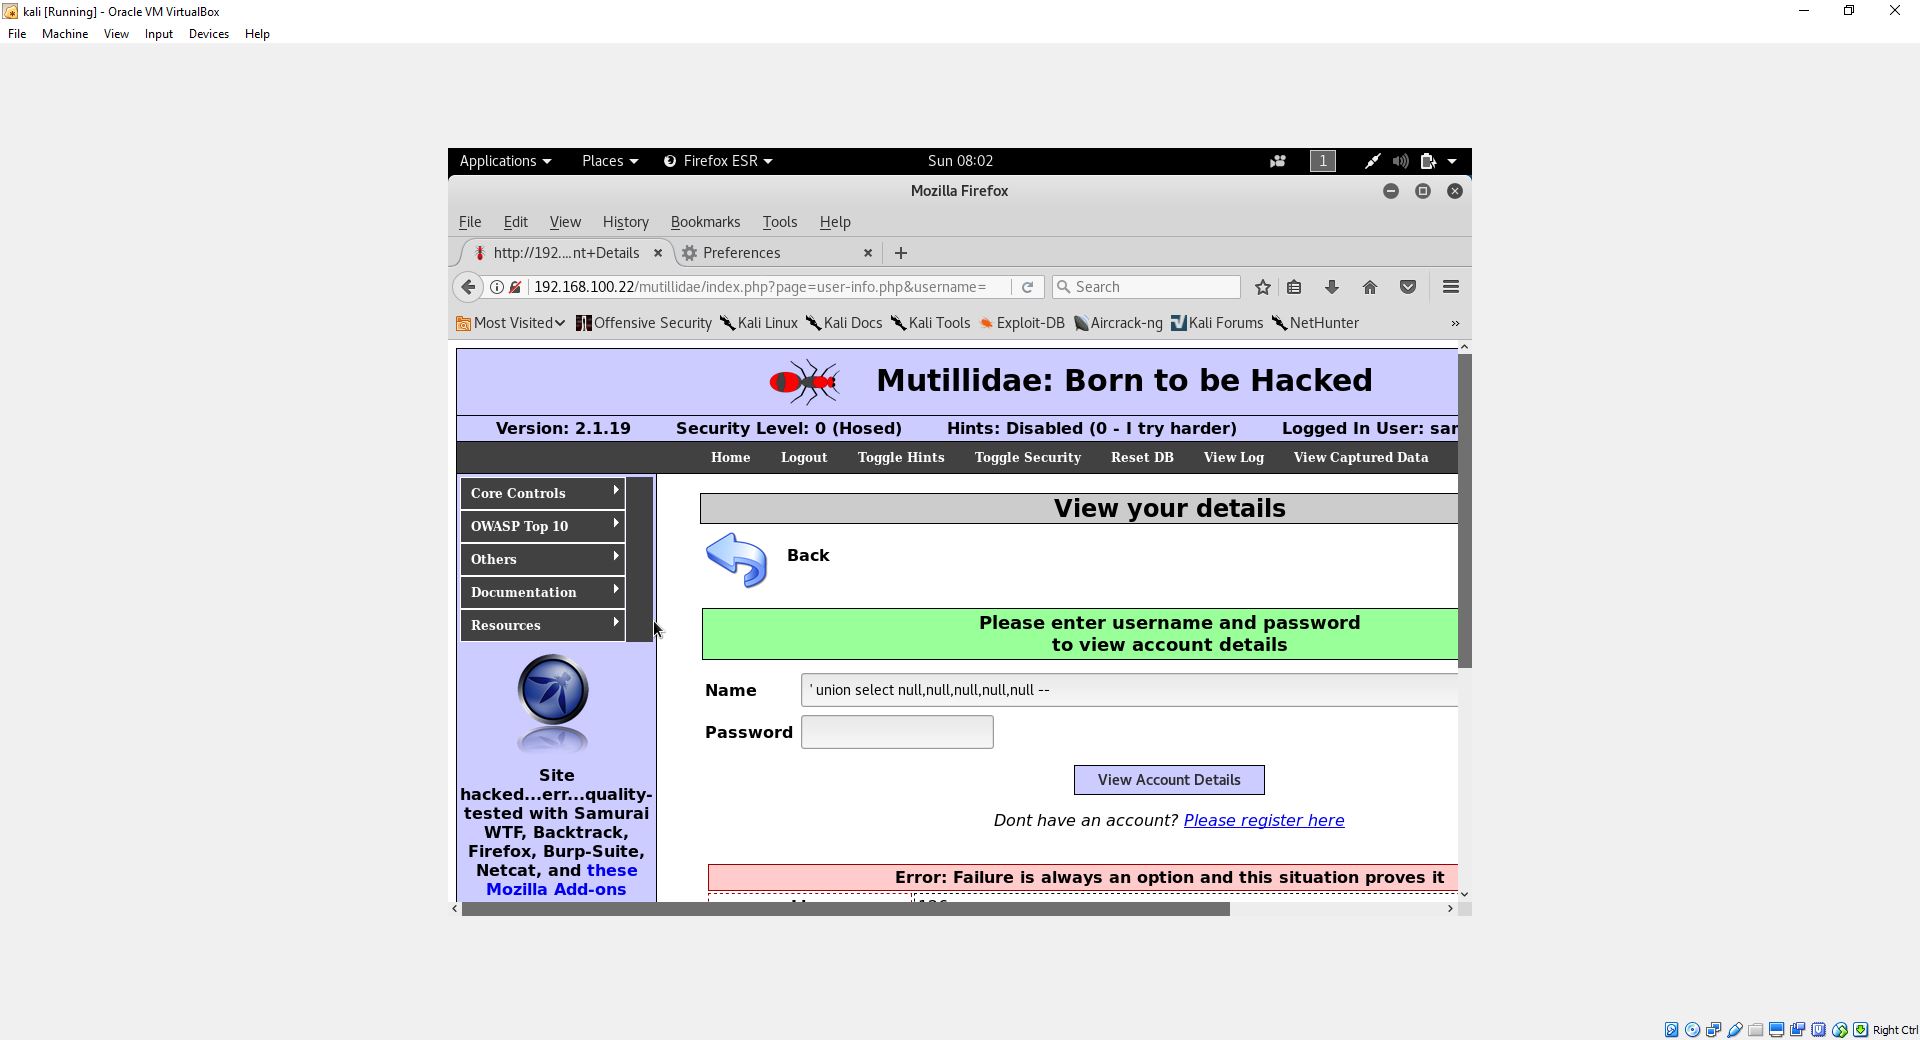 kali [Running] - Oracle VM VirtualBox
File Machine View Input Devices Help
Applications Places Firefox ESR Sun 08:02 1
Mozilla Firefox
File Edit View History Bookmarks Tools Help
http://192....nt+Details Preferences
192.168.100.22/mutillidae/index.php?page=user-info.php&username= Search
Most Visited Offensive Security Kali Linux Kali Docs Kali Tools Exploit-DB Aircrack-ng Kali Forums NetHunter »
Mutillidae: Born to be Hacked
Version: 2.1.19 Security Level: 0 (Hosed) Hints: Disabled (0 - I try harder) Logged In User: sar
Home Logout Toggle Hints Toggle Security Reset DB View Log View Captured Data
Core Controls
OWASP Top 10
Others
Documentation
Resources
Site
hacked...err...quality-
tested with Samurai
WTF, Backtrack,
Firefox, Burp-Suite,
Netcat, and these
Mozilla Add-ons
View your details
Back
Please enter username and password
to view account details
Name ' union select null,null,null,null,null --
Password
View Account Details
Dont have an account? Please register here
Error: Failure is always an option and this situation proves it
Right Ctrl